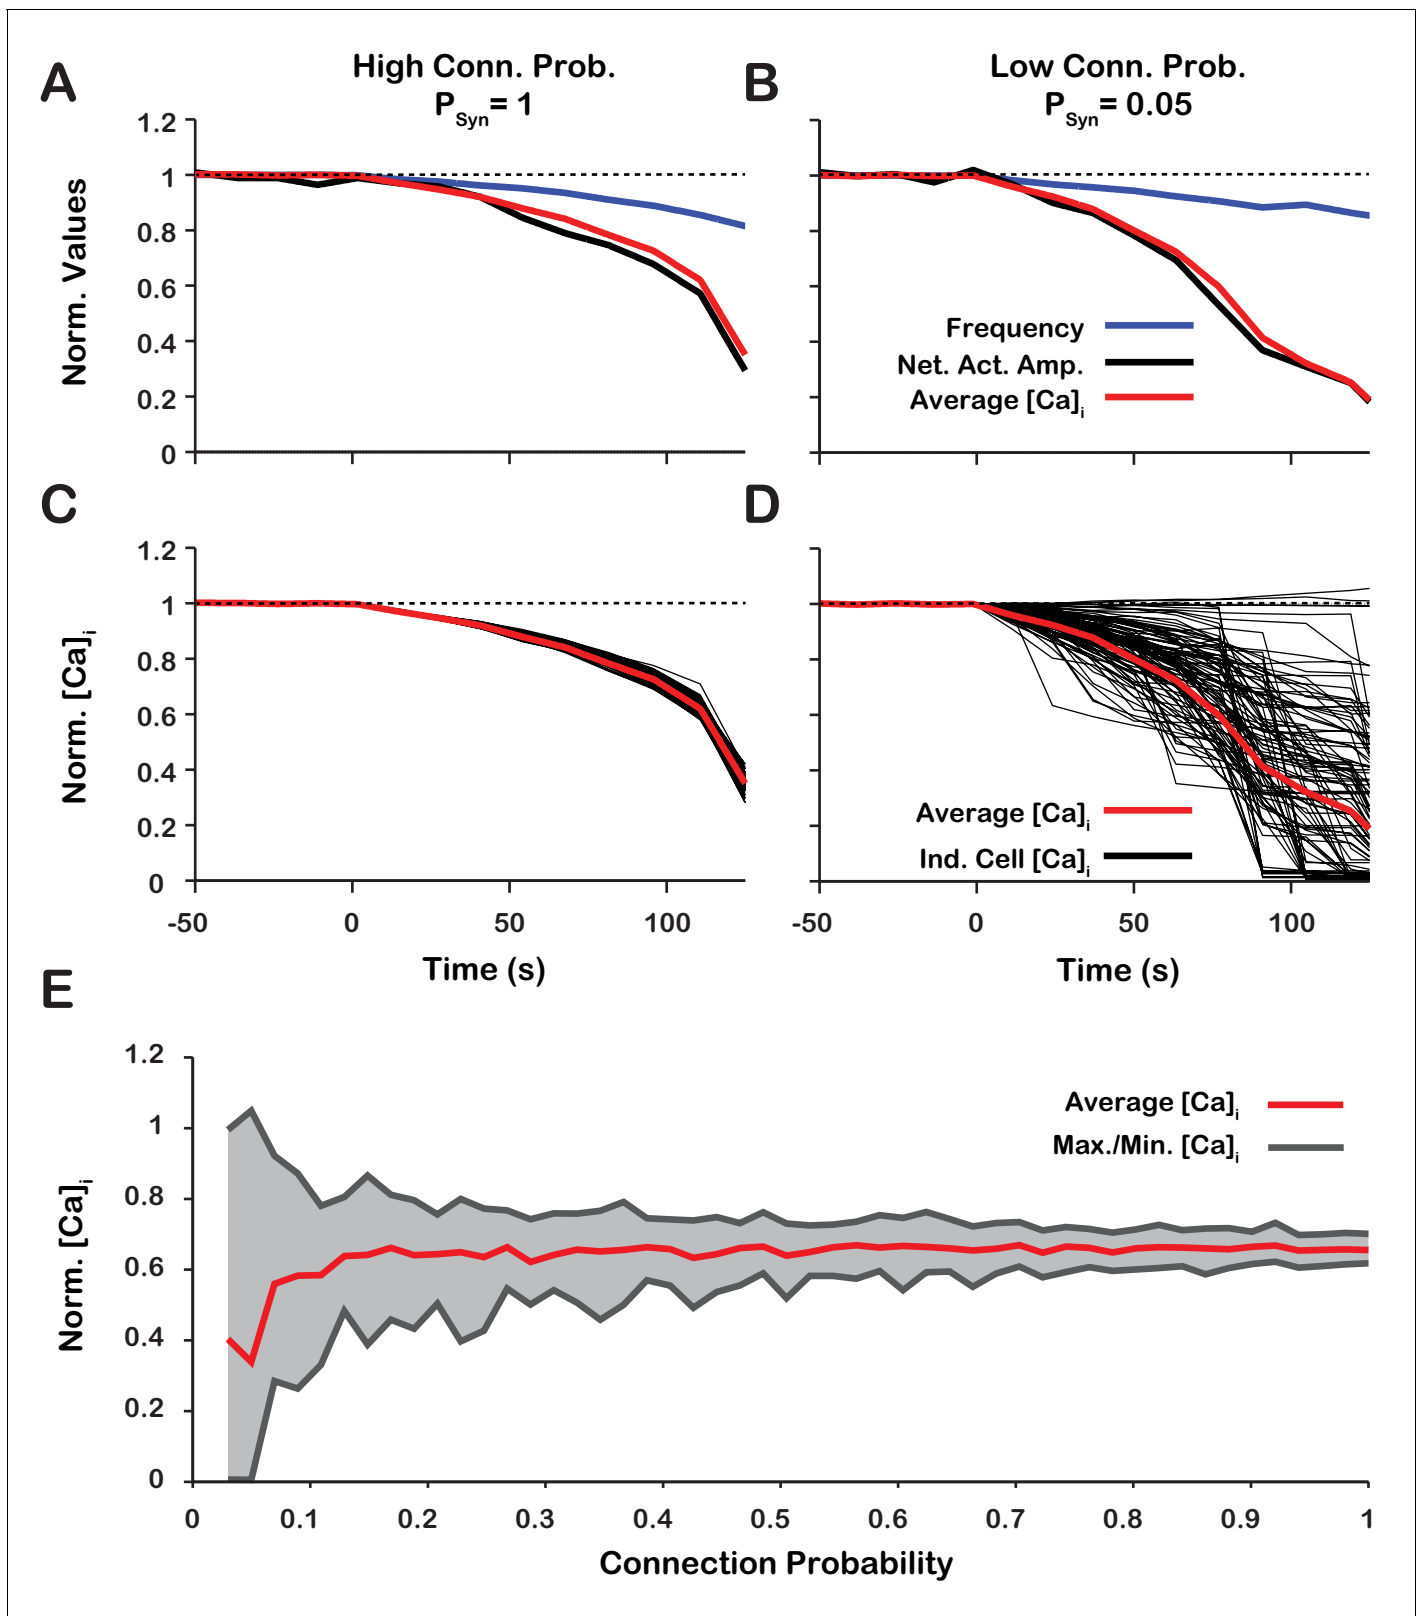 A
High Conn. Prob.
P_Syn = 1
B
Low Conn. Prob.
P_Syn = 0.05
1.2
1
0.8
0.6
0.4
0.2
0
Norm. Values
Frequency
Net. Act. Amp.
Average [Ca]i
C
D
1.2
1
0.8
0.6
0.4
0.2
0
Norm. [Ca]i
Average [Ca]i
Ind. Cell [Ca]i
-50 0 50 100
-50 0 50 100
Time (s)
Time (s)
E
1.2
1
0.8
0.6
0.4
0.2
0
Norm. [Ca]i
Average [Ca]i
Max./Min. [Ca]i
0 0.1 0.2 0.3 0.4 0.5 0.6 0.7 0.8 0.9 1
Connection Probability